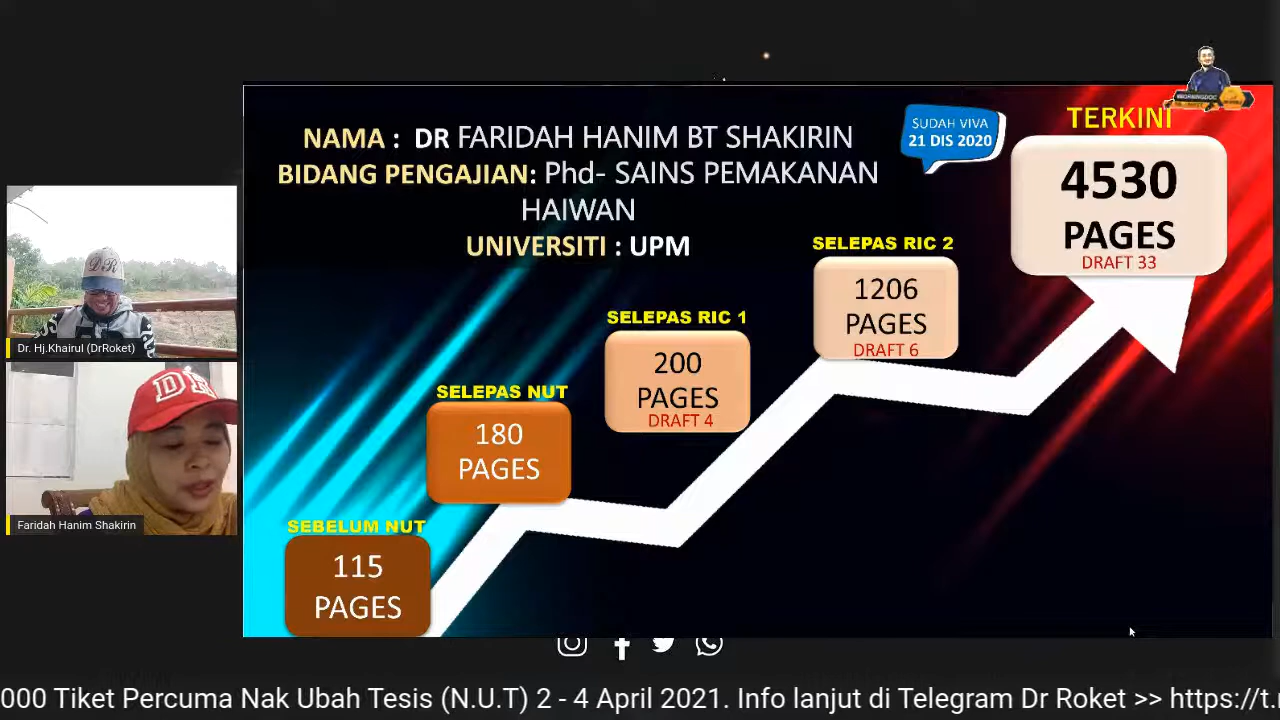 NAMA : DR FARIDAH HANIM BT SHAKIRIN
BIDANG PENGAJIAN: Phd- SAINS PEMAKANAN
HAIWAN
UNIVERSITI : UPM
SUDAH VIVA
21 DIS 2020
TERKINI
4530
PAGES
DRAFT 33
SELEPAS RIC 2
1206
PAGES
DRAFT 6
SELEPAS RIC 1
200
PAGES
DRAFT 4
SELEPAS NUT
180
PAGES
SEBELUM NUT
115
PAGES
DR
Dr. Hj.Khairul (DrRoket)
DR
Faridah Hanim Shakirin
000 Tiket Percuma Nak Ubah Tesis (N.U.T) 2 - 4 April 2021. Info lanjut di Telegram Dr Roket >> https://t.